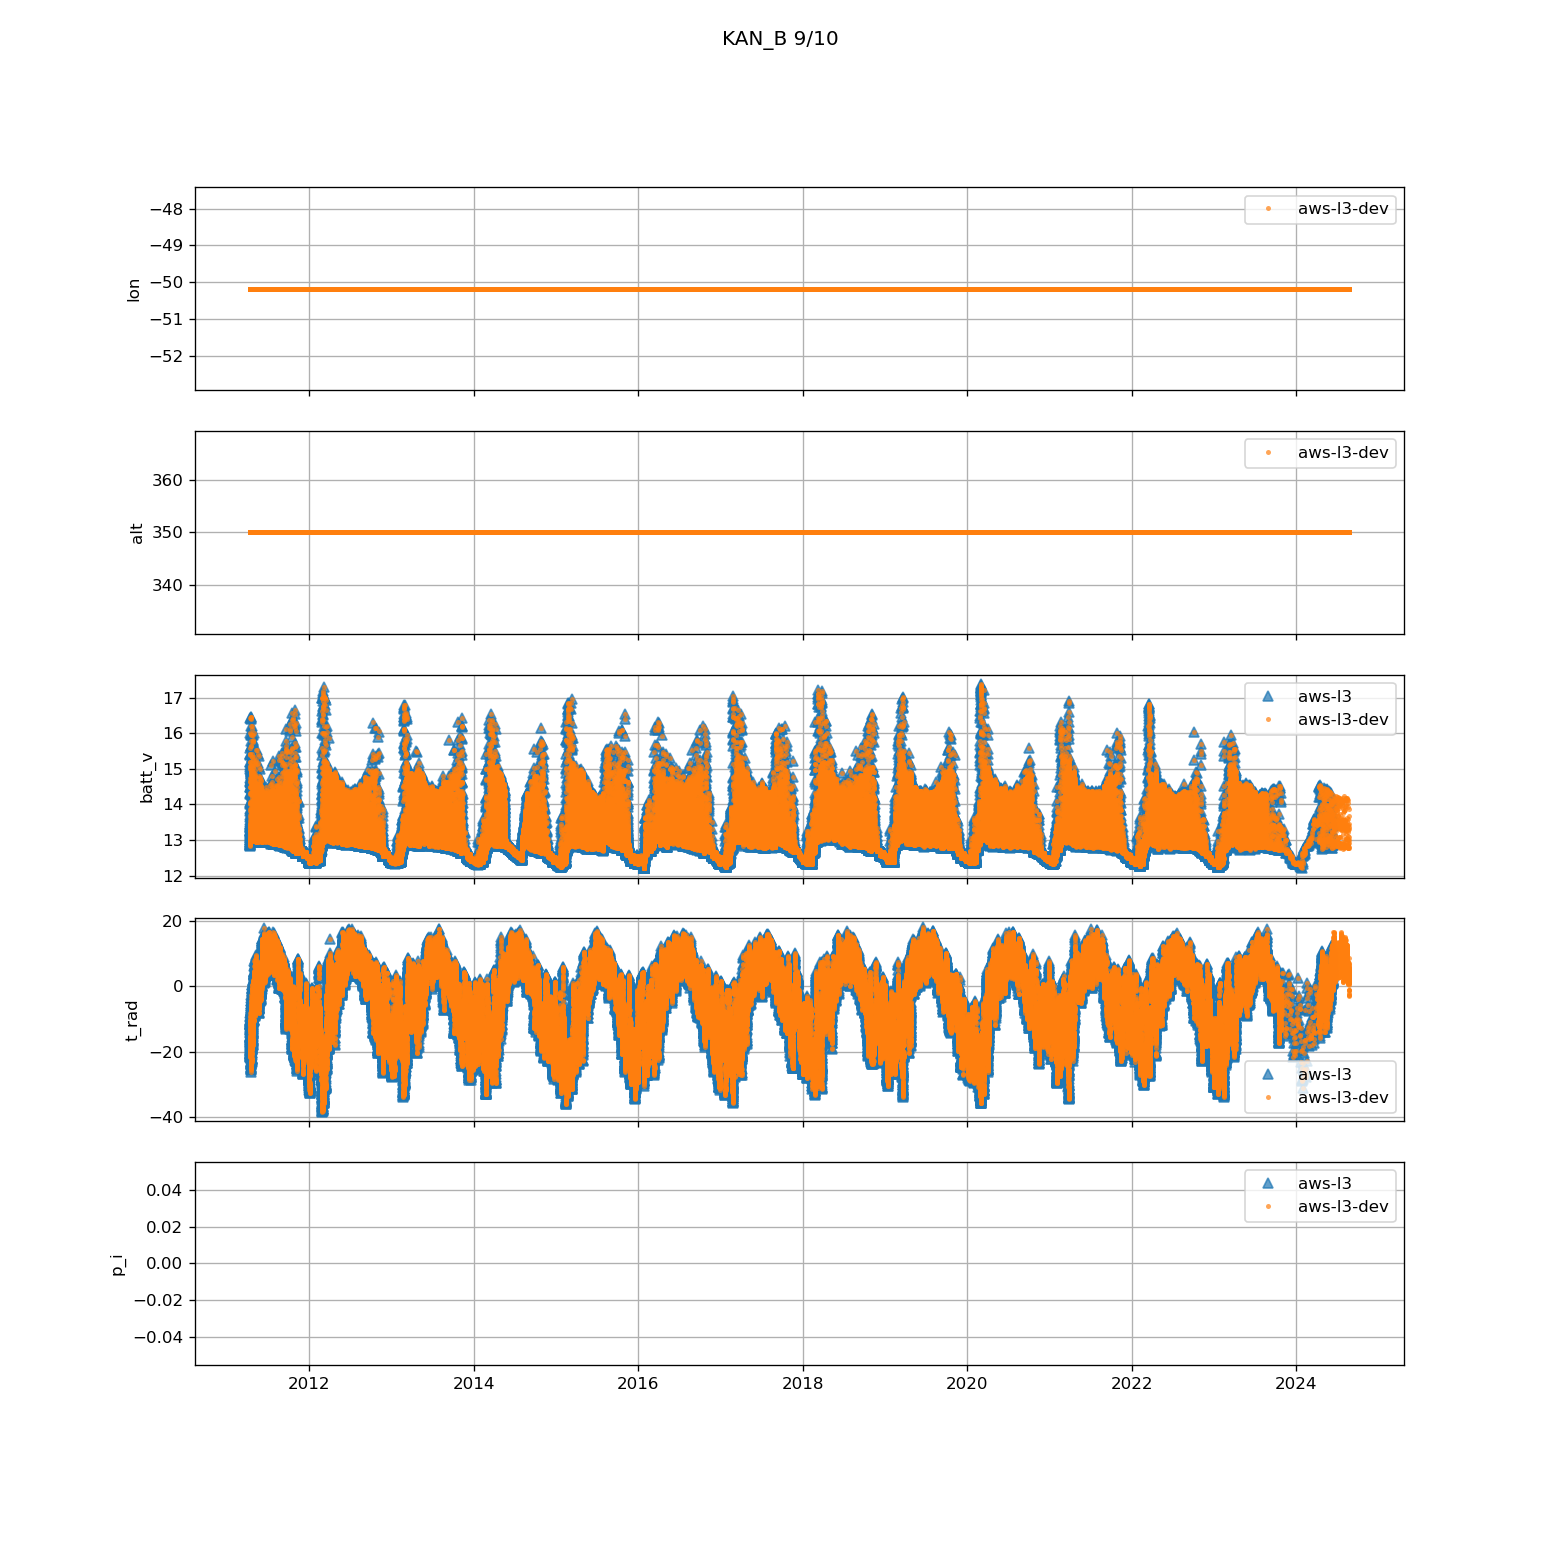 KAN_B 9/10
−48
−49
−50
−51
−52
lon
aws-l3-dev
360
350
340
alt
aws-l3-dev
17
16
15
14
13
12
batt_v
aws-l3
aws-l3-dev
20
0
−20
−40
t_rad
aws-l3
aws-l3-dev
0.04
0.02
0.00
−0.02
−0.04
p_i
aws-l3
aws-l3-dev
2012 2014 2016 2018 2020 2022 2024